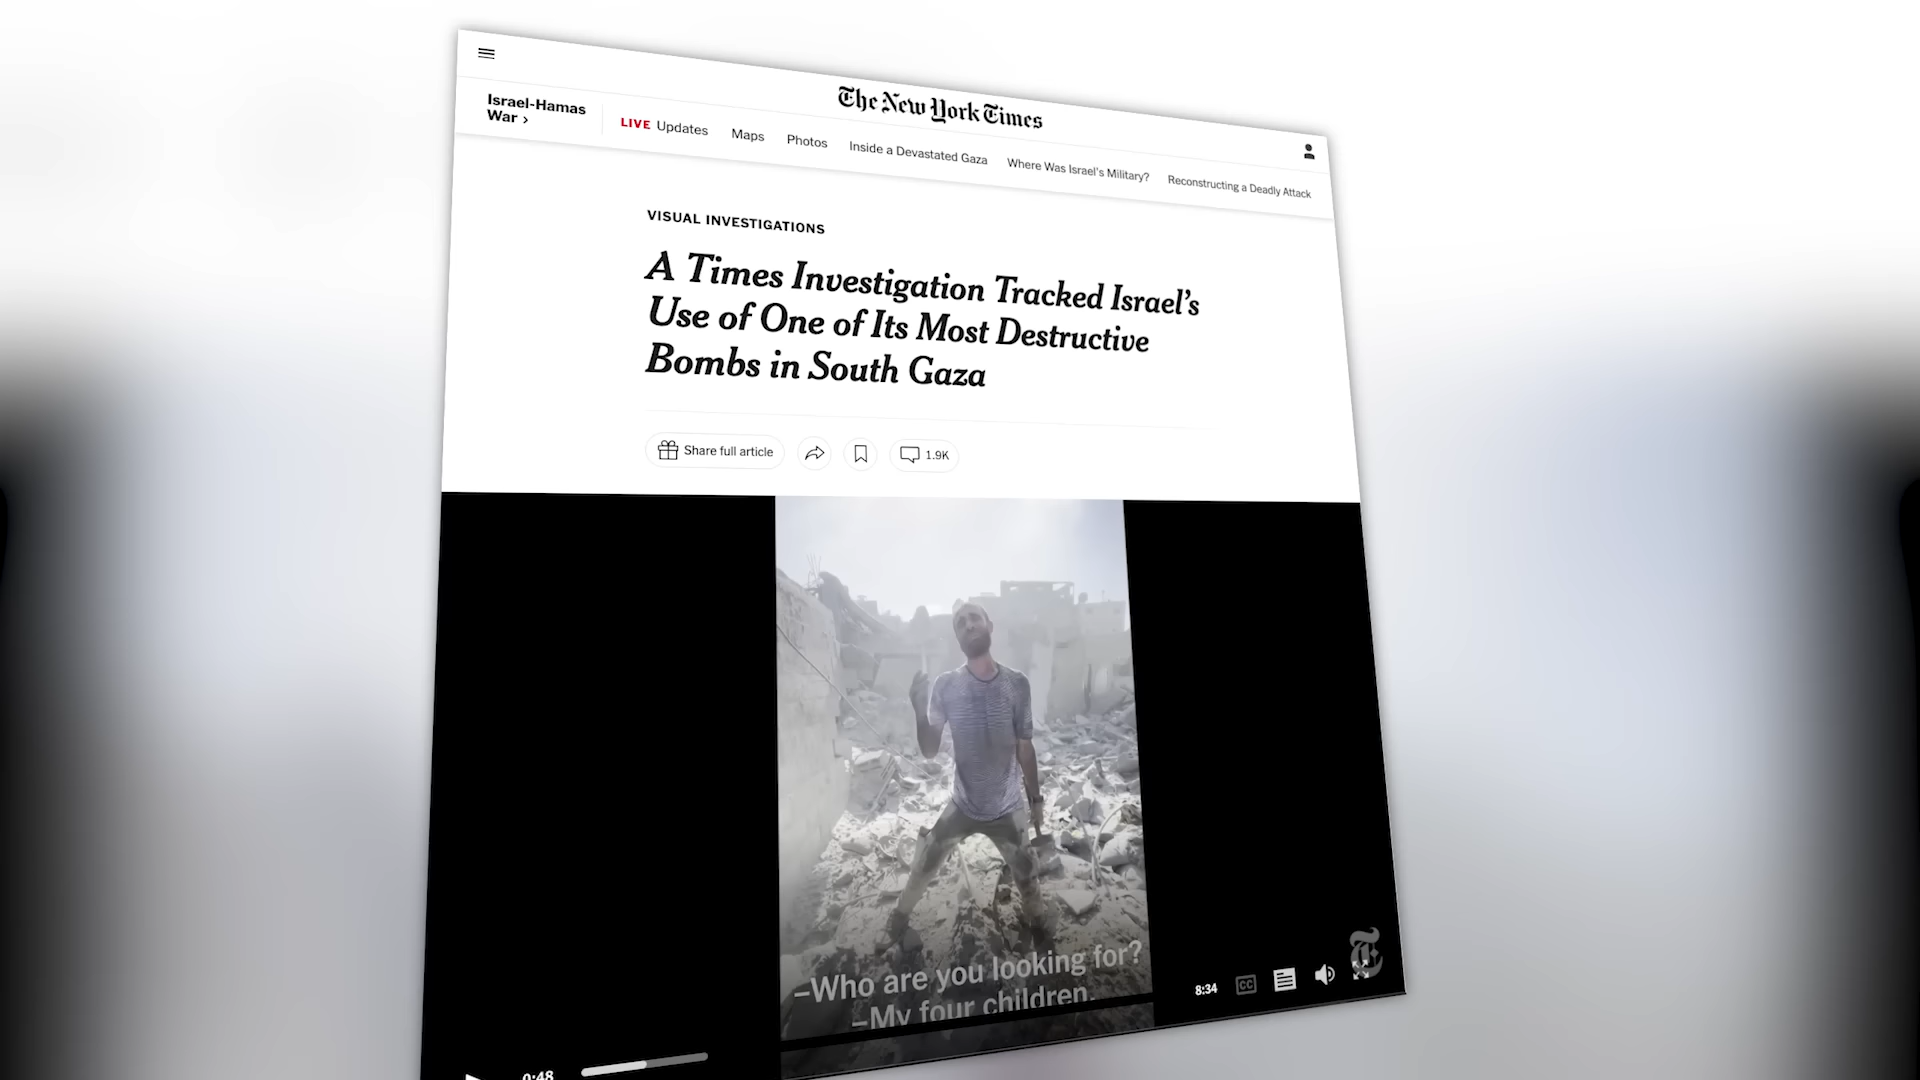 The New York Times
Israel-Hamas
War >
LIVE Updates
Maps
Photos
Inside a Devastated Gaza
Where Was Israel's Military?
Reconstructing a Deadly Attack
VISUAL INVESTIGATIONS
A Times Investigation Tracked Israel’s
Use of One of Its Most Destructive
Bombs in South Gaza
Share full article
1.9K
–Who are you looking for?
–My four children.
8:34
CC
T
0:48